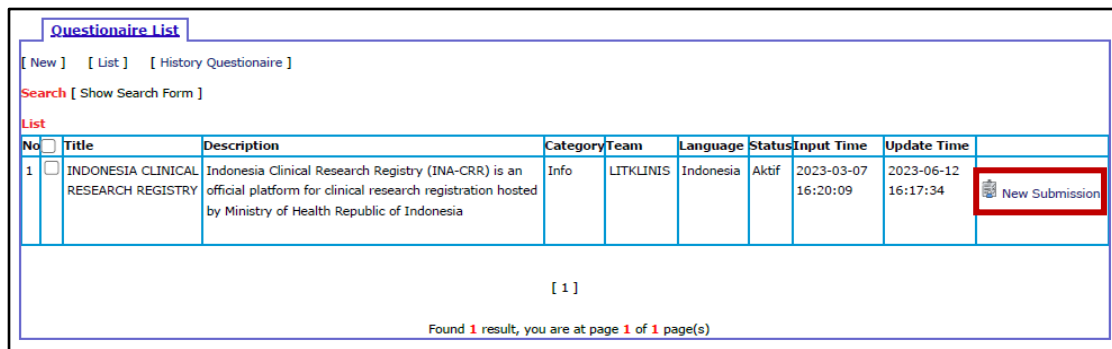 Questionaire List
[ New ] [ List ] [ History Questionaire ]
Search [ Show Search Form ]
List
No Title Description Category Team Language Status Input Time Update Time
1 INDONESIA CLINICAL Indonesia Clinical Research Registry (INA-CRR) is an Info LITKLINIS Indonesia Aktif 2023-03-07 2023-06-12
RESEARCH REGISTRY official platform for clinical research registration hosted 16:20:09 16:17:34 New Submission
by Ministry of Health Republic of Indonesia
[ 1 ]
Found 1 result, you are at page 1 of 1 page(s)